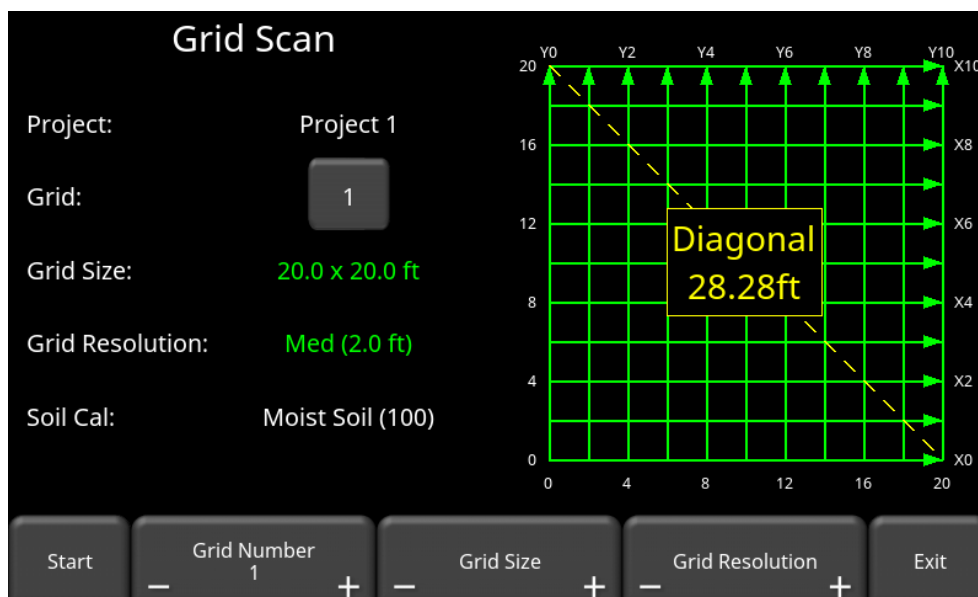 Grid Scan
Project: Project 1
Grid: 1
Grid Size: 20.0 x 20.0 ft
Grid Resolution: Med (2.0 ft)
Soil Cal: Moist Soil (100)
Y0 Y2 Y4 Y6 Y8 Y10
20 X10
16 X8
12 X6
Diagonal
28.28ft
8 X4
4 X2
0 X0
0 4 8 12 16 20
Start
Grid Number
1
− +
Grid Size
− +
Grid Resolution
− +
Exit